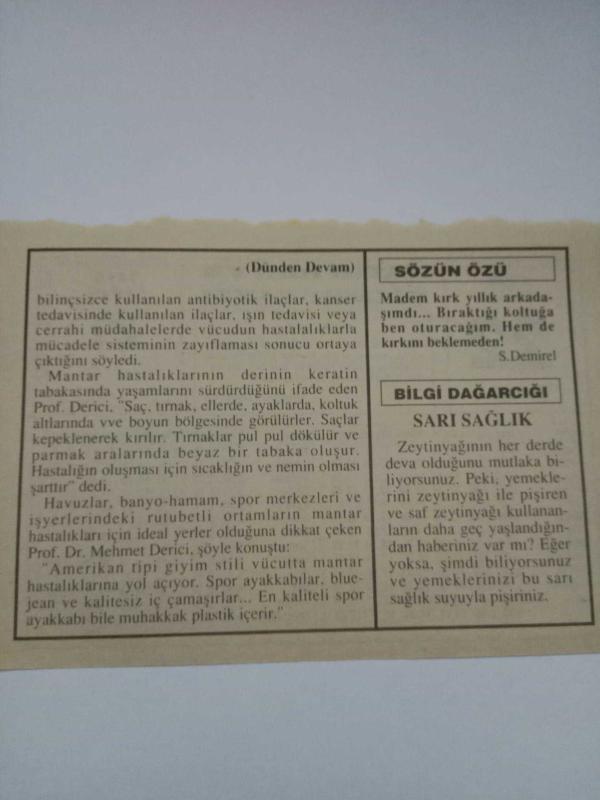 - (Dünden Devam)
bilinçsizce kullanılan antibiyotik ilaçlar, kanser
tedavisinde kullanılan ilaçlar, ışın tedavisi veya
cerrahi müdahalelerde vücudun hastalalıklarla
mücadele sisteminin zayıflaması sonucu ortaya
çıktığını söyledi.
Mantar hastalıklarının derinin keratin
tabakasında yaşamlarını sürdürdüğünü ifade eden
Prof. Derici, "Saç, tırnak, ellerde, ayaklarda, koltuk
altlarında vve boyun bölgesinde görülürler. Saçlar
kepeklenerek kırılır. Tırnaklar pul pul dökülür ve
parmak aralarında beyaz bir tabaka oluşur.
Hastalığın oluşması için sıcaklığın ve nemin olması
şarttır" dedi.
Havuzlar, banyo-hamam, spor merkezleri ve
işyerlerindeki rutubetli ortamların mantar
hastalıkları için ideal yerler olduğuna dikkat çeken
Prof. Dr. Mehmet Derici, şöyle konuştu:
"Amerikan tipi giyim stili vücutta mantar
hastalıklarına yol açıyor. Spor ayakkabılar, blue-
jean ve kalitesiz iç çamaşırlar... En kaliteli spor
ayakkabı bile muhakkak plastik içerir."
SÖZÜN ÖZÜ
Madem kırk yıllık arkada-
şımdı... Bıraktığı koltuğa
ben oturacağım. Hem de
kırkını beklemeden!
S.Demirel
BİLGİ DAĞARCIĞI
SARI SAĞLIK
Zeytinyağının her derde
deva olduğunu mutlaka bi-
liyorsunuz. Peki, yemekle-
rini zeytinyağı ile pişiren
ve saf zeytinyağı kullanan-
ların daha geç yaşlandığın-
dan haberiniz var mı? Eğer
yoksa, şimdi biliyorsunuz
ve yemeklerinizi bu sarı
sağlık suyuyla pişiriniz.